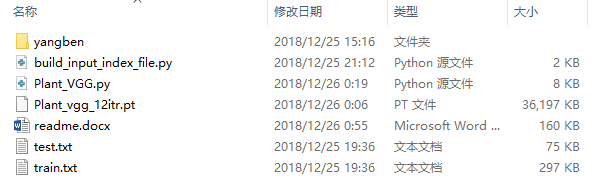 名称 修改日期 类型 大小
yangben 2018/12/25 15:16 文件夹
build_input_index_file.py 2018/12/25 21:12 Python 源文件 2 KB
Plant_VGG.py 2018/12/26 0:19 Python 源文件 8 KB
Plant_vgg_12itr.pt 2018/12/26 0:06 PT 文件 36,197 KB
readme.docx 2018/12/26 0:55 Microsoft Word ... 160 KB
test.txt 2018/12/25 19:36 文本文档 75 KB
train.txt 2018/12/25 19:36 文本文档 297 KB